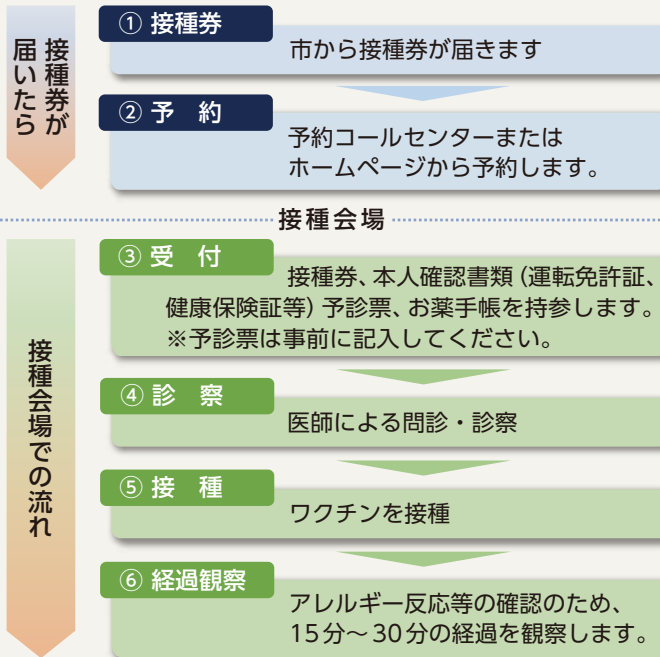 接種券が
届いたら
① 接種券
市から接種券が届きます
② 予　約
予約コールセンターまたは
ホームページから予約します。
接種会場
接種会場での流れ
③ 受　付
接種券、本人確認書類（運転免許証、
健康保険証等）予診票、お薬手帳を持参します。
※予診票は事前に記入してください。
④ 診　察
医師による問診・診察
⑤ 接　種
ワクチンを接種
⑥ 経過観察
アレルギー反応等の確認のため、
15分～30分の経過を観察します。